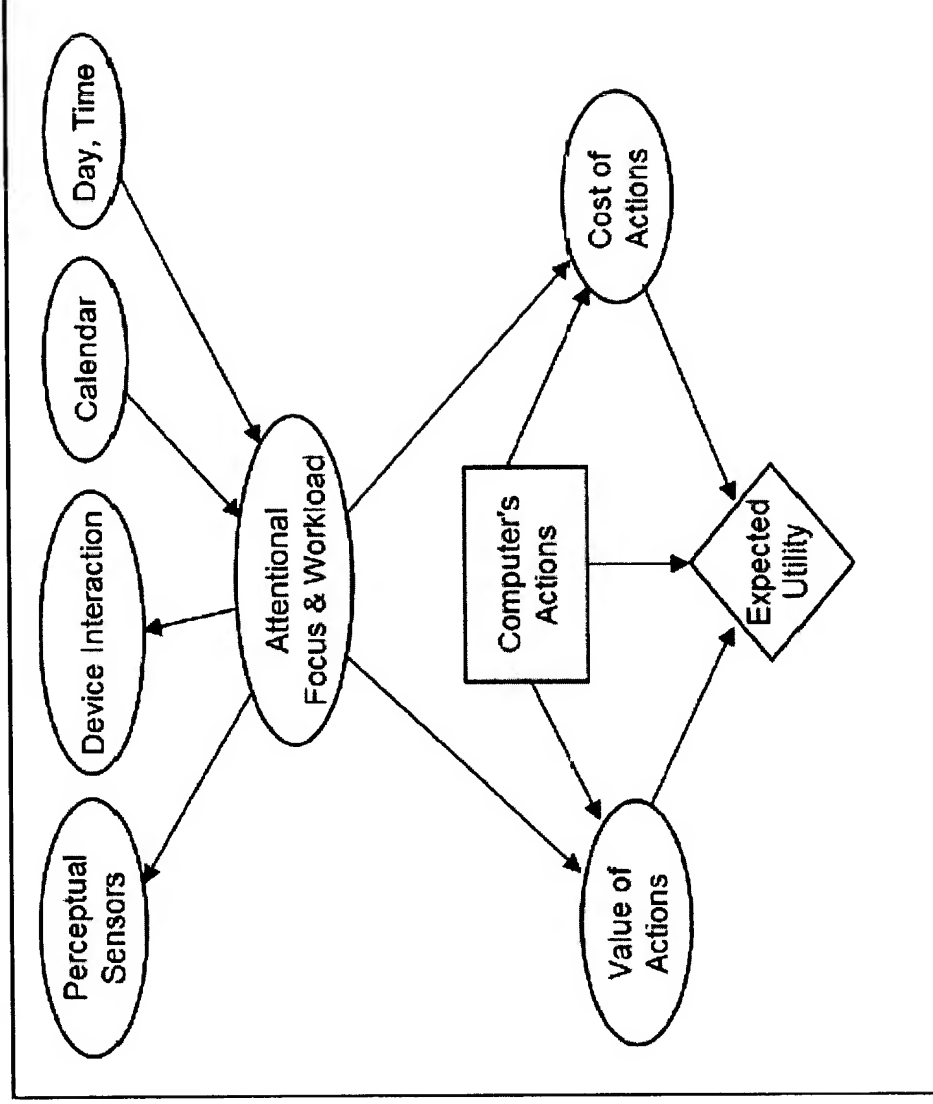 Perceptual
Sensors
Device Interaction
Calendar
Day, Time
Attentional
Focus & Workload
Computer's
Actions
Value of
Actions
Cost of
Actions
Expected
Utility